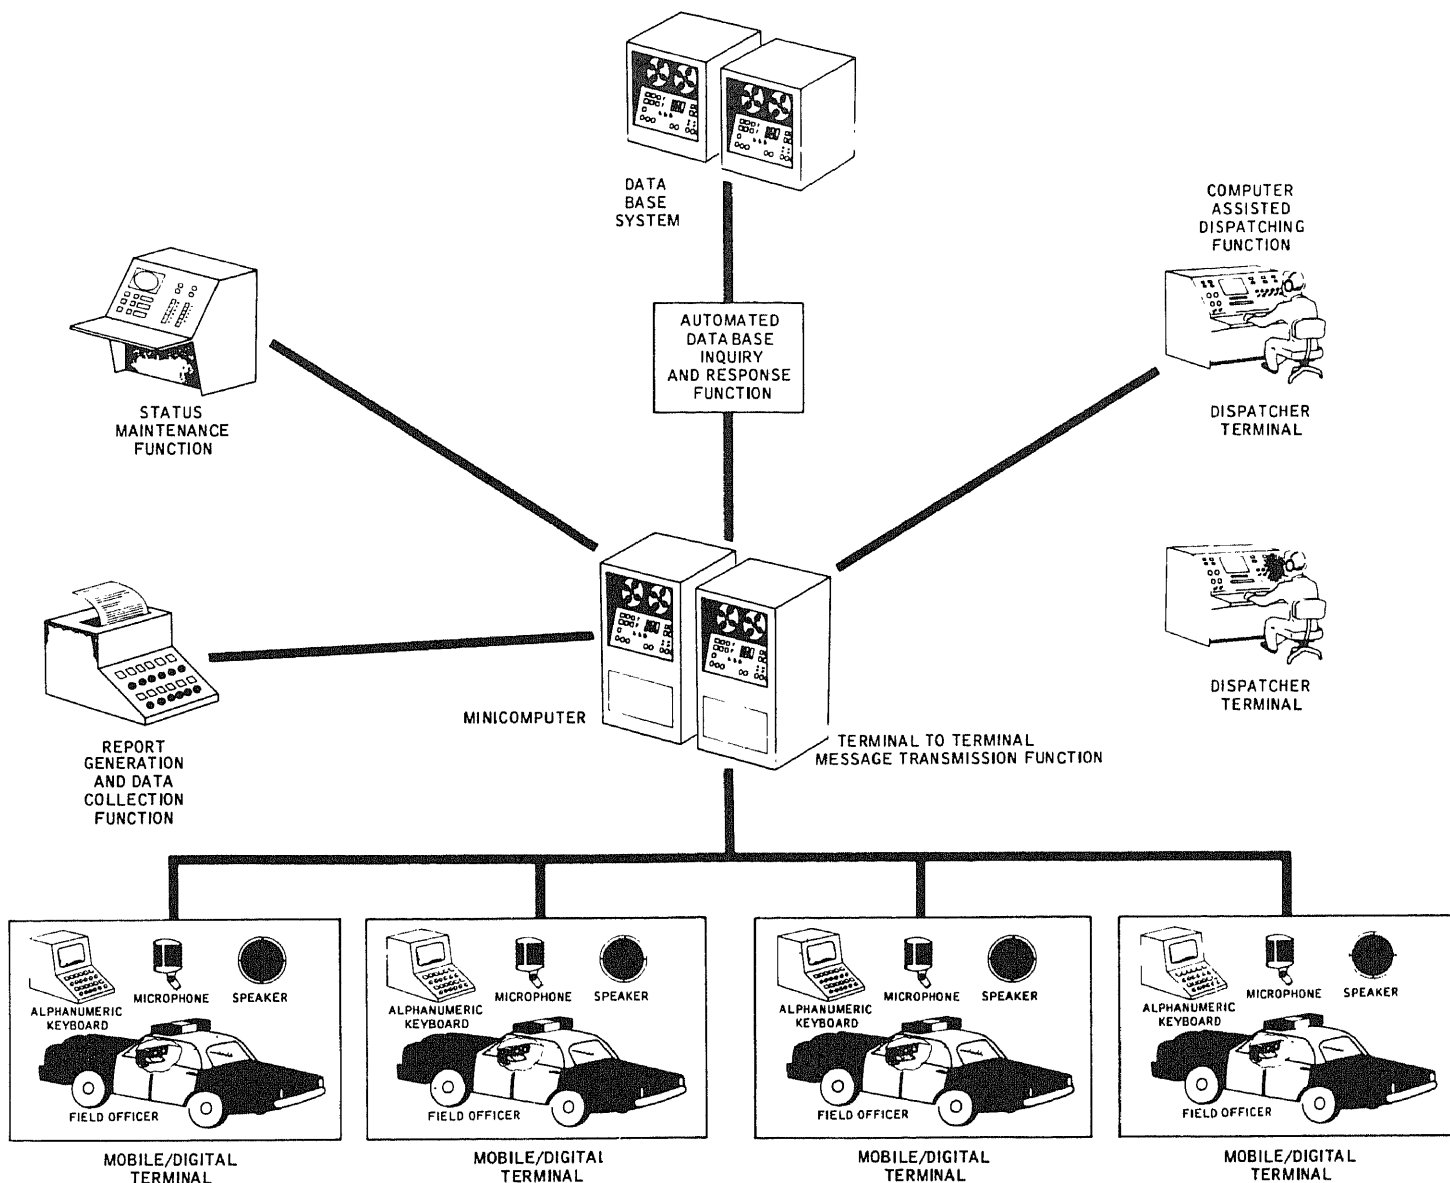 DATA
BASE
SYSTEM
COMPUTER
ASSISTED
DISPATCHING
FUNCTION
AUTOMATED
DATA BASE
INQUIRY
AND RESPONSE
FUNCTION
STATUS
MAINTENANCE
FUNCTION
DISPATCHER
TERMINAL
DISPATCHER
TERMINAL
MINICOMPUTER
TERMINAL TO TERMINAL
MESSAGE TRANSMISSION FUNCTION
REPORT
GENERATION
AND DATA
COLLECTION
FUNCTION
ALPHANUMERIC
KEYBOARD
MICROPHONE
SPEAKER
FIELD OFFICER
MOBILE/DIGITAL
TERMINAL
ALPHANUMERIC
KEYBOARD
MICROPHONE
SPEAKER
FIELD OFFICER
MOBILE/DIGITAL
TERMINAL
ALPHANUMERIC
KEYBOARD
MICROPHONE
SPEAKER
FIELD OFFICER
MOBILE/DIGITAL
TERMINAL
ALPHANUMERIC
KEYBOARD
MICROPHONE
SPEAKER
FIELD OFFICER
MOBILE/DIGITAL
TERMINAL